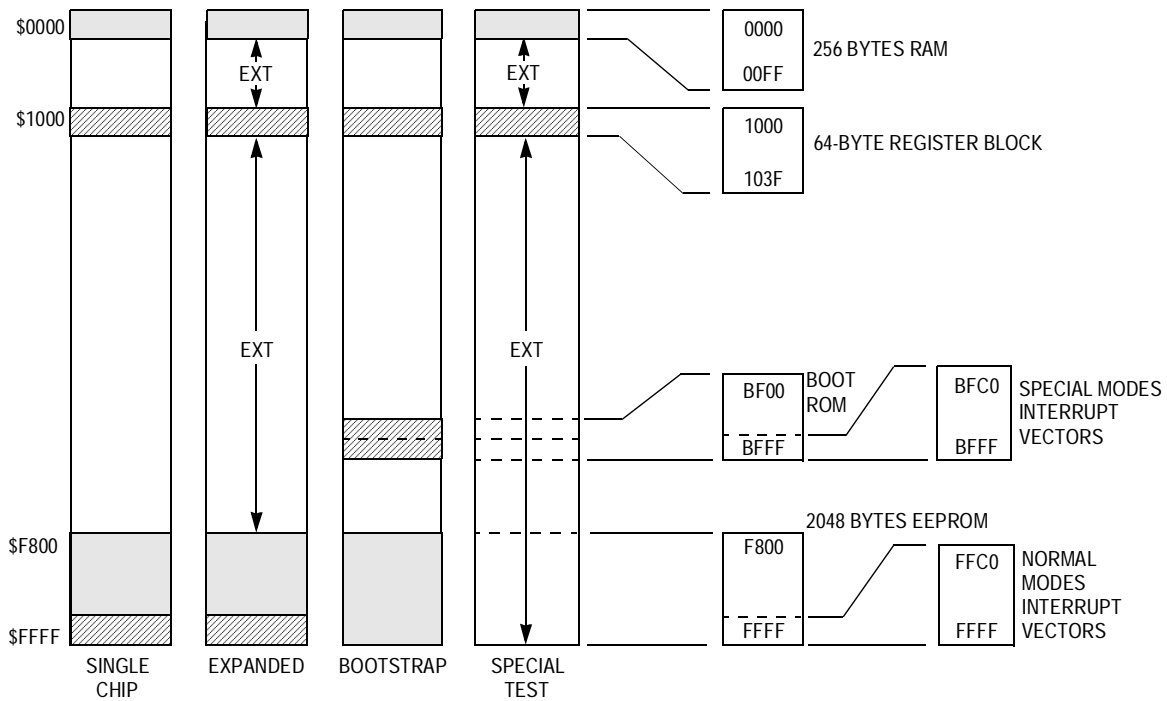 $0000
EXT
EXT
0000
00FF
256 BYTES RAM
$1000
1000
103F
64-BYTE REGISTER BLOCK
EXT
EXT
BF00
BFFF
BOOT
ROM
BFC0
BFFF
SPECIAL MODES
INTERRUPT
VECTORS
2048 BYTES EEPROM
$F800
F800
FFFF
FFC0
FFFF
NORMAL
MODES
INTERRUPT
VECTORS
$FFFF
SINGLE
CHIP
EXPANDED
BOOTSTRAP
SPECIAL
TEST